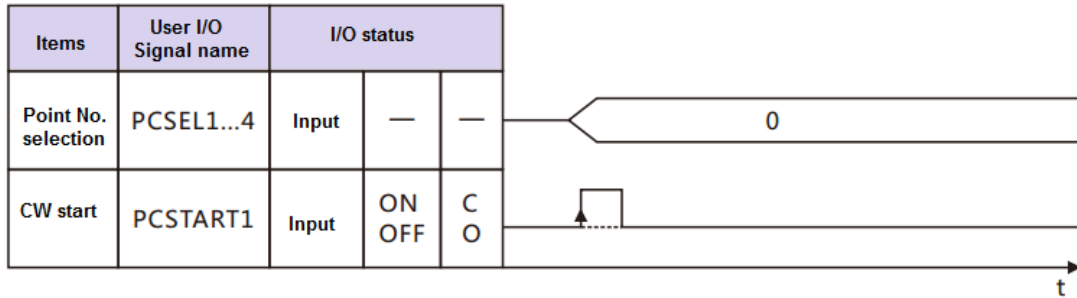 Items
User I/O
Signal name
I/O status
Point No.
selection
PCSEL1...4
Input
—
—
0
CW start
PCSTART1
Input
ON
OFF
C
O
t